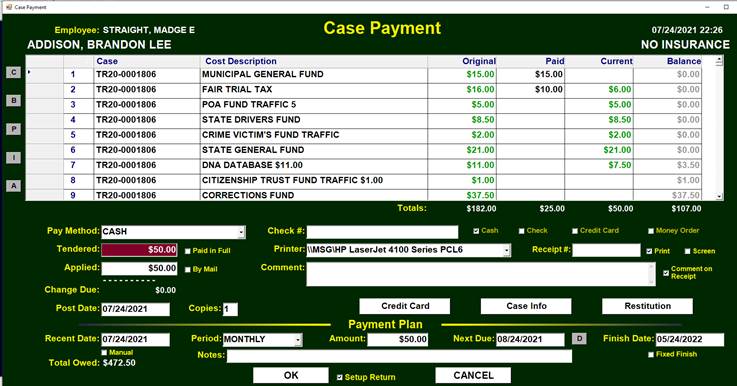 Case Payment
Employee: STRAIGHT, MADGE E
Case Payment
07/24/2021 22:26
ADDISON, BRANDON LEE
NO INSURANCE
Case Cost Description Original Paid Current Balance
C 1 TR20-0001806 MUNICIPAL GENERAL FUND $15.00 $15.00 $0.00
2 TR20-0001806 FAIR TRIAL TAX $16.00 $10.00 $6.00 $0.00
B 3 TR20-0001806 POA FUND TRAFFIC 5 $5.00 $5.00 $0.00
4 TR20-0001806 STATE DRIVERS FUND $8.50 $8.50 $0.00
P 5 TR20-0001806 CRIME VICTIM'S FUND TRAFFIC $2.00 $2.00 $0.00
6 TR20-0001806 STATE GENERAL FUND $21.00 $21.00 $0.00
I 7 TR20-0001806 DNA DATABASE $11.00 $11.00 $7.50 $3.50
8 TR20-0001806 CITIZENSHIP TRUST FUND TRAFFIC $1.00 $1.00 $1.00
A 9 TR20-0001806 CORRECTIONS FUND $37.50 $37.50
Totals: $182.00 $25.00 $50.00 $107.00
Pay Method: CASH Check #: Cash Check Credit Card Money Order
Tendered: $50.00 Paid in Full Printer: \\MSG\HP LaserJet 4100 Series PCL6 Receipt #: Print Screen
Applied: $50.00 By Mail Comment: Comment on Receipt
Change Due: $0.00
Post Date: 07/24/2021 Copies: 1 Credit Card Case Info Restitution
Payment Plan
Recent Date: 07/24/2021 Period: MONTHLY Amount: $50.00 Next Due: 08/24/2021 D Finish Date: 05/24/2022
Manual Notes: Fixed Finish
Total Owed: $472.50
OK Setup Return CANCEL